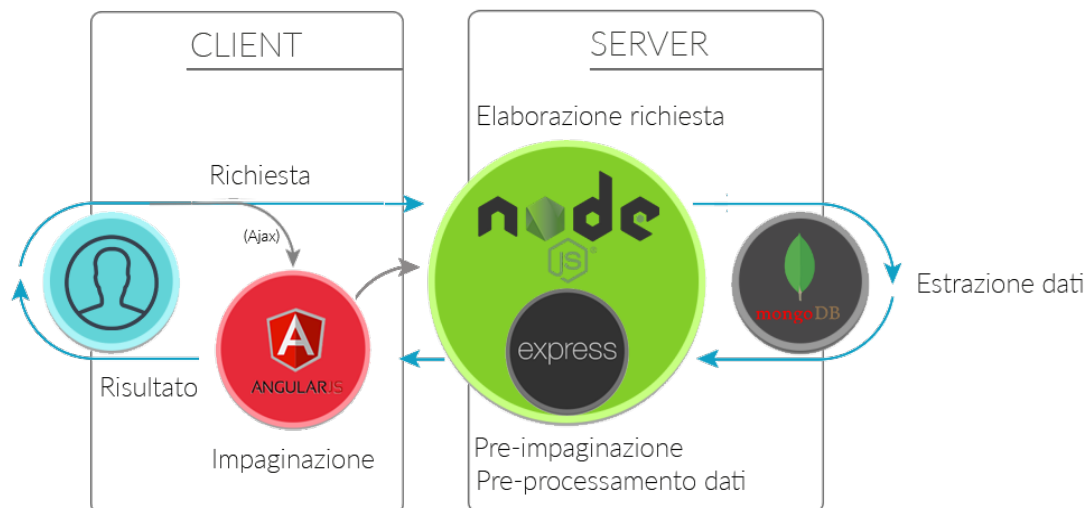 CLIENT
SERVER
Elaborazione richiesta
Richiesta
(Ajax)
node
JS
mongoDB
Estrazione dati
express
ANGULARJS
Risultato
Impaginazione
Pre-impaginazione
Pre-processamento dati